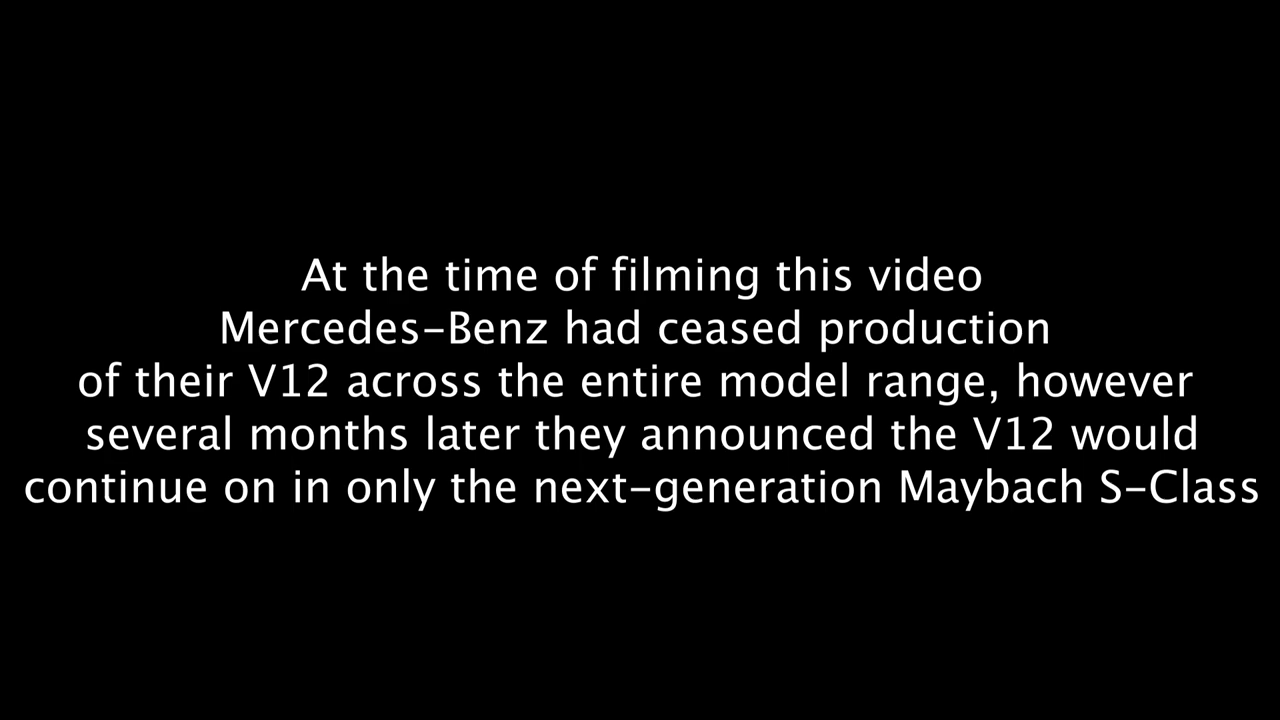 At the time of filming this video
Mercedes-Benz had ceased production
of their V12 across the entire model range, however
several months later they announced the V12 would
continue on in only the next-generation Maybach S-Class